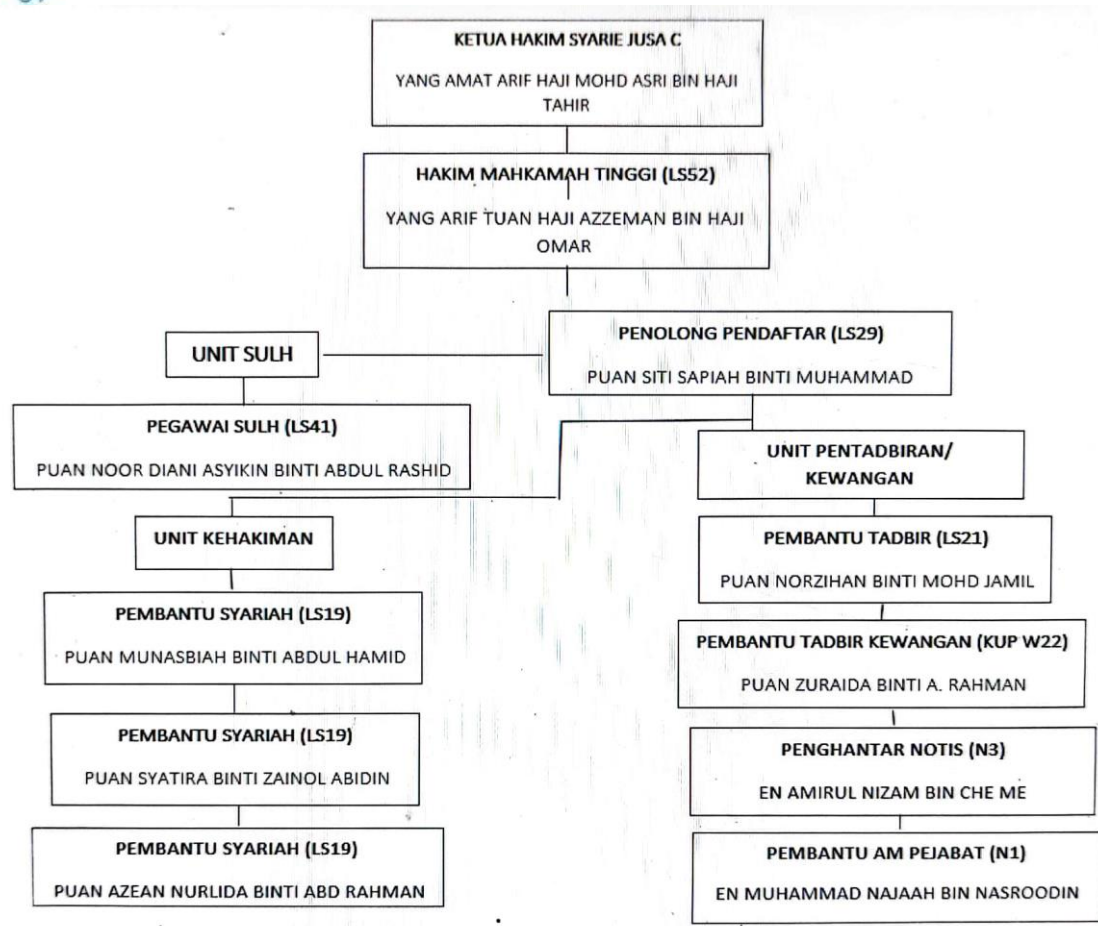 KETUA HAKIM SYARIE JUSA C
YANG AMAT ARIF HAJI MOHD ASRI BIN HAJI
TAHIR
HAKIM MAHKAMAH TINGGI (LS52)
YANG ARIF TUAN HAJI AZZEMAN BIN HAJI
OMAR
PENOLONG PENDAFTAR (LS29)
PUAN SITI SAPIAH BINTI MUHAMMAD
UNIT SULH
PEGAWAI SULH (LS41)
PUAN NOOR DIANI ASYIKIN BINTI ABDUL RASHID
UNIT KEHAKIMAN
PEMBANTU SYARIAH (LS19)
PUAN MUNASBIAH BINTI ABDUL HAMID
PEMBANTU SYARIAH (LS19)
PUAN SYATIRA BINTI ZAINOL ABIDIN
PEMBANTU SYARIAH (LS19)
PUAN AZEAN NURLIDA BINTI ABD RAHMAN
UNIT PENTADBIRAN/
KEWANGAN
PEMBANTU TADBIR (LS21)
PUAN NORZIHAN BINTI MOHD JAMIL
PEMBANTU TADBIR KEWANGAN (KUP W22)
PUAN ZURAIDA BINTI A. RAHMAN
PENGHANTAR NOTIS (N3)
EN AMIRUL NIZAM BIN CHE ME
PEMBANTU AM PEJABAT (N1)
EN MUHAMMAD NAJAAH BIN NASROODIN